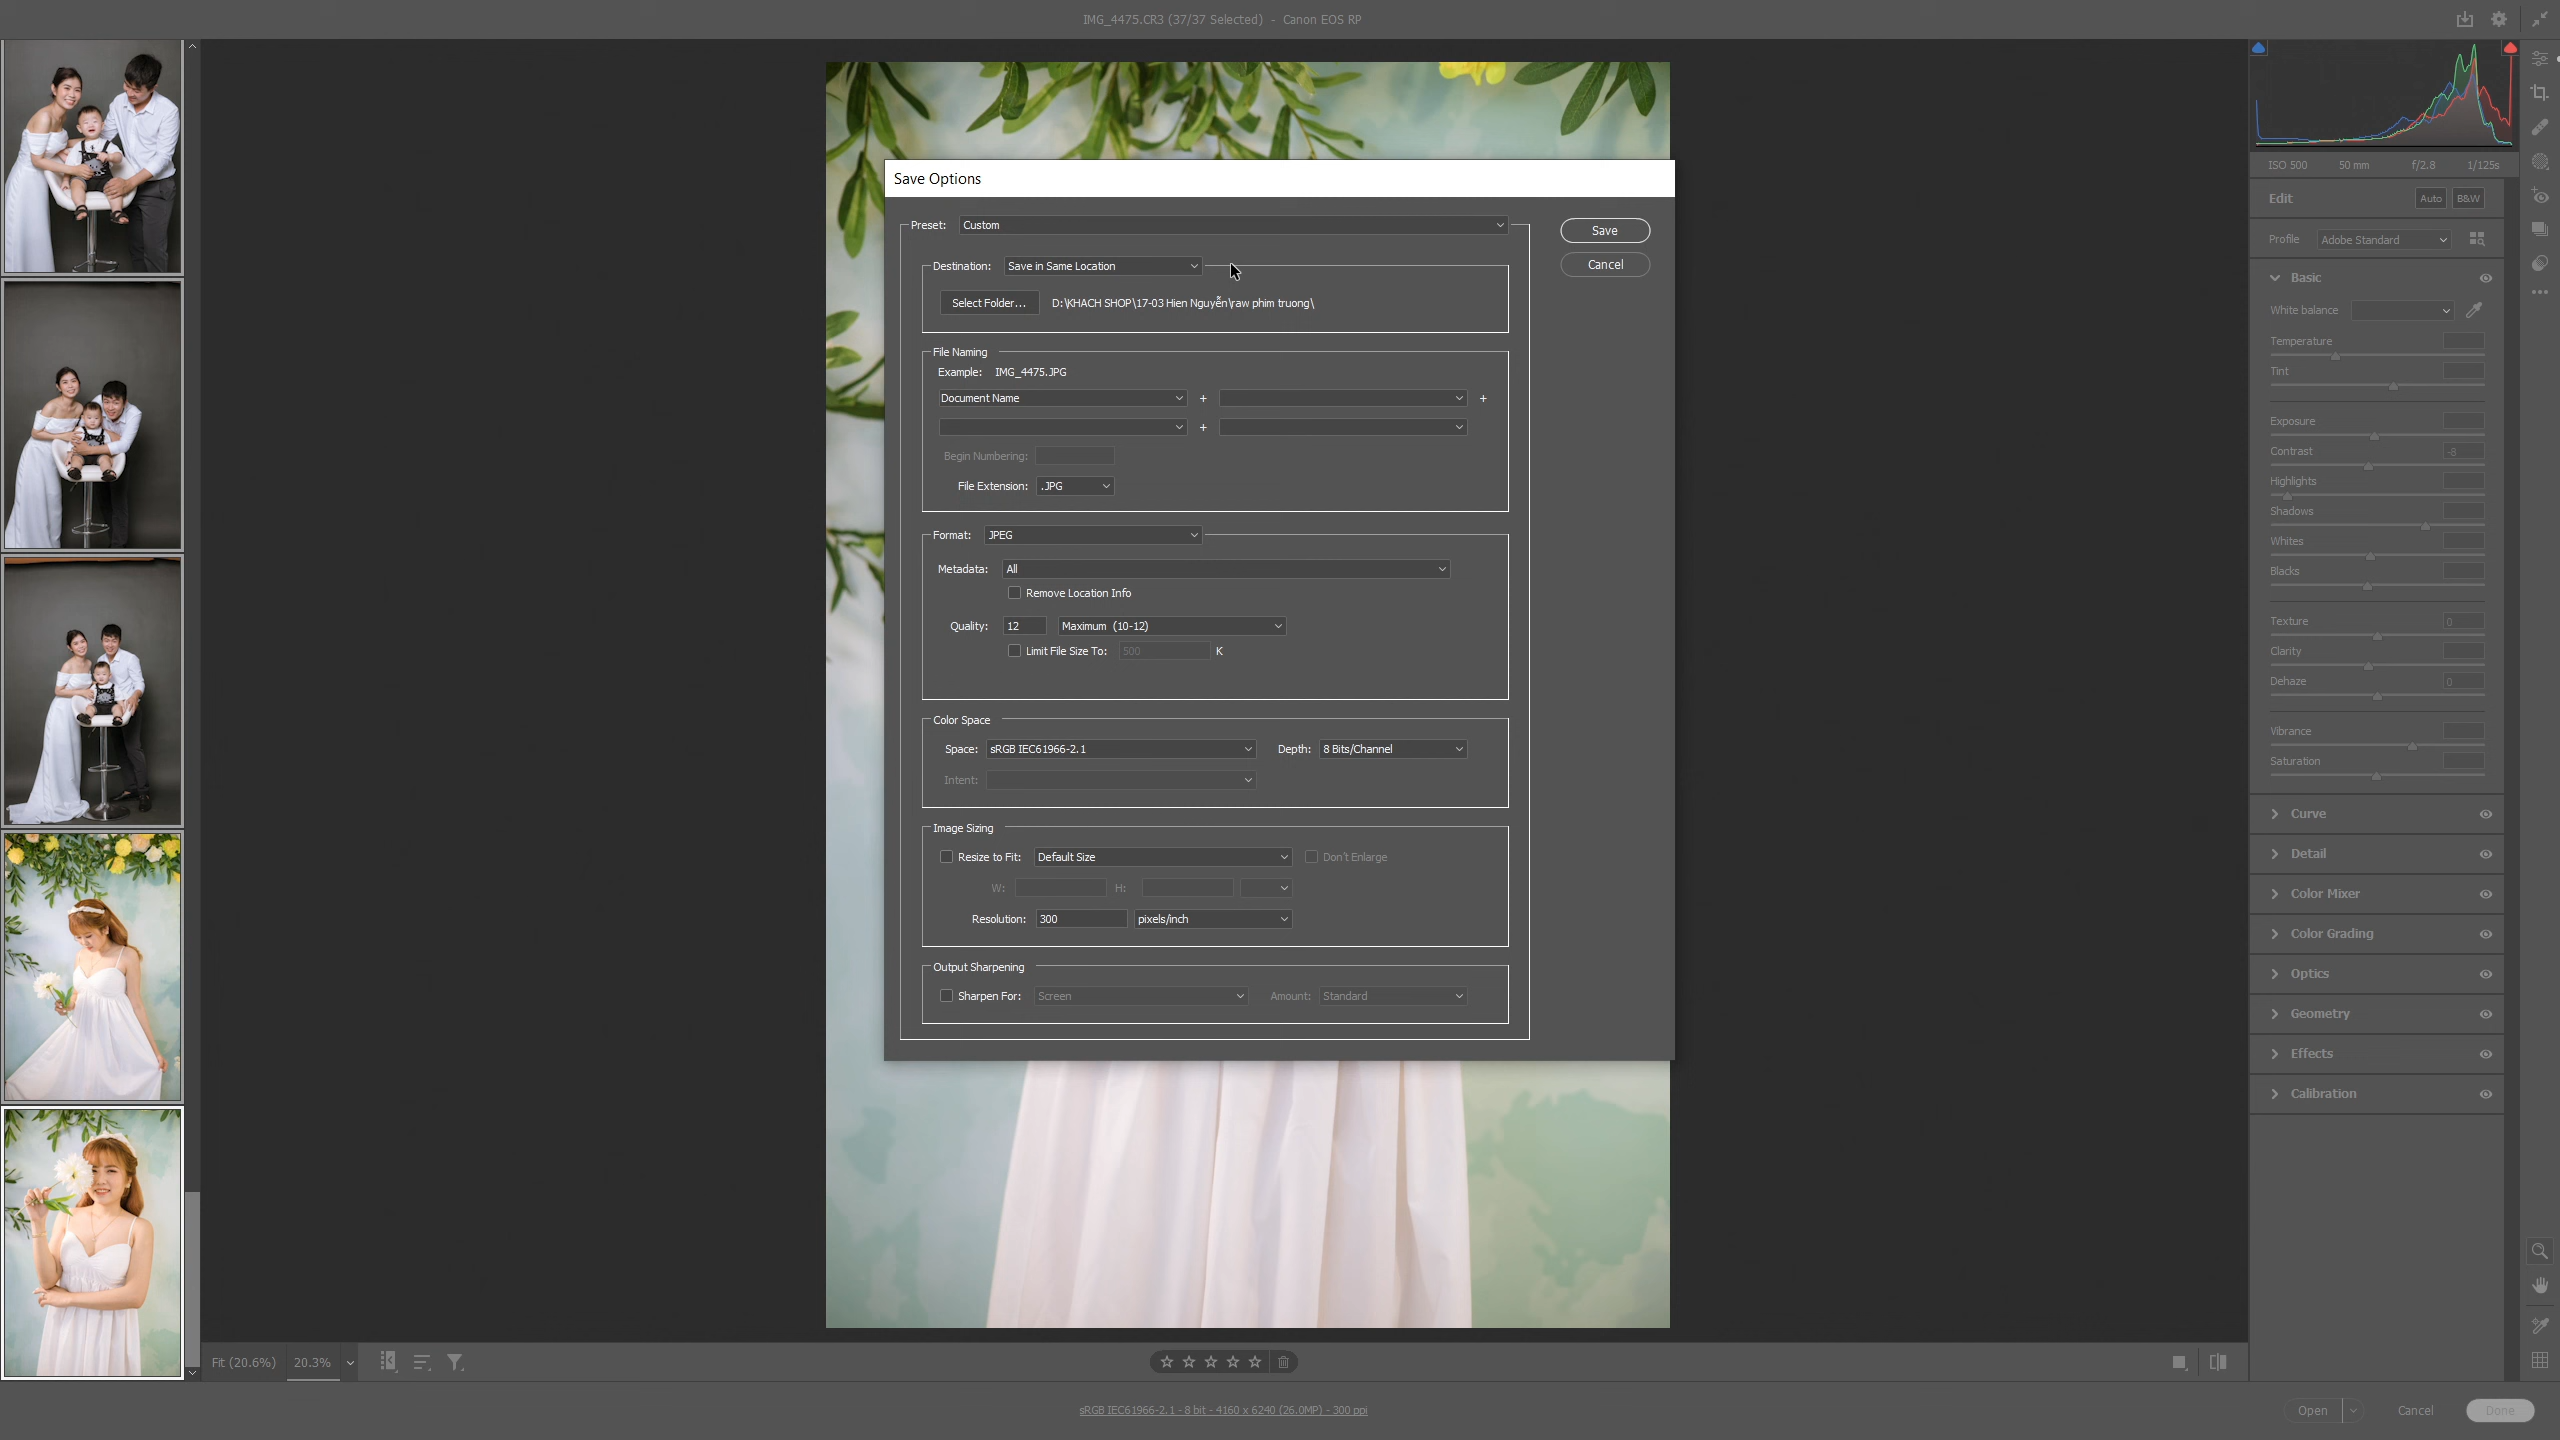 IMG_4475.CR3 (37/37 Selected) - Canon EOS RP
ISO 500 50 mm f/2.8 1/125s
Edit Auto B&W
Profile Adobe Standard
Basic
White balance
Temperature
Tint
Exposure
Contrast -8
Highlights
Shadows
Whites
Blacks
Texture 0
Clarity
Dehaze 0
Vibrance
Saturation
Curve
Detail
Color Mixer
Color Grading
Optics
Geometry
Effects
Calibration
Save Options
Preset: Custom
Save
Cancel
Destination: Save in Same Location
Select Folder... D:\KHACH SHOP\17-03 Hien Nguyễn\raw phim truong\
File Naming
Example: IMG_4475.JPG
Document Name + +
+
Begin Numbering:
File Extension: .JPG
Format: JPEG
Metadata: All
Remove Location Info
Quality: 12 Maximum (10-12)
Limit File Size To: 500 K
Color Space
Space: sRGB IEC61966-2.1 Depth: 8 Bits/Channel
Intent:
Image Sizing
Resize to Fit: Default Size Don't Enlarge
W: H:
Resolution: 300 pixels/inch
Output Sharpening
Sharpen For: Screen Amount: Standard
Fit (20.6%) 20.3%
sRGB IEC61966-2.1 - 8 bit - 4160 x 6240 (26.0MP) - 300 ppi
Open Cancel Done